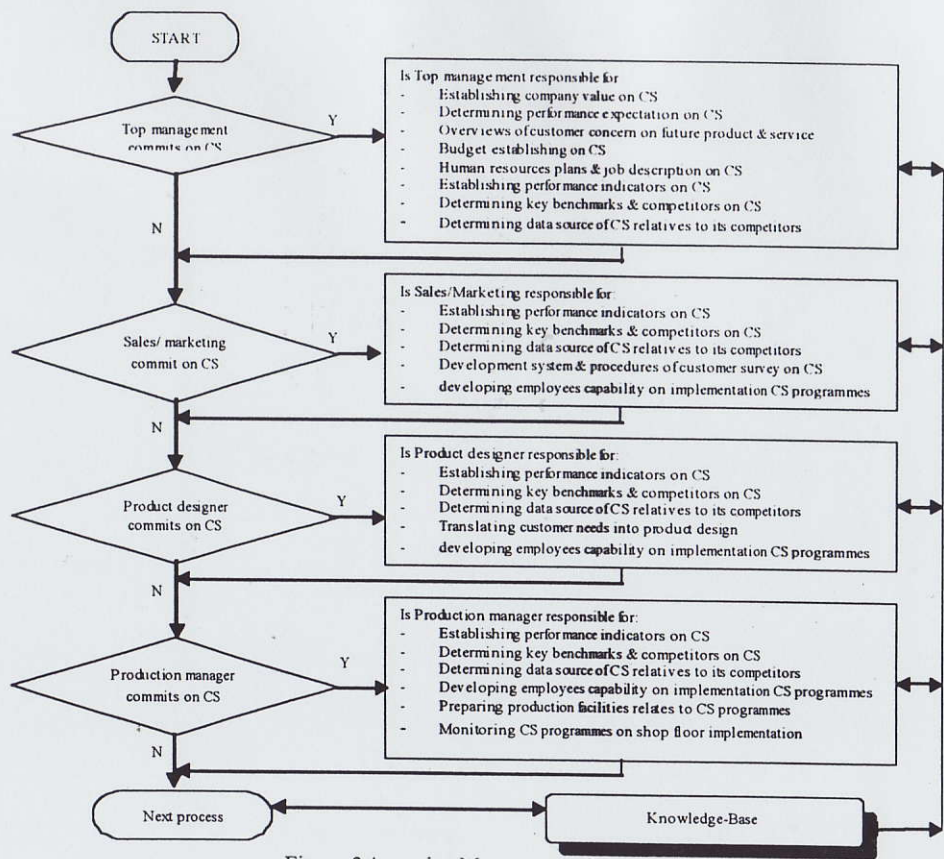 START
Top management
commits on CS
Y
N
Is Top management responsible for
- Establishing company value on CS
- Determining performance expectation on CS
- Overviews of customer concern on future product & service
- Budget establishing on CS
- Human resources plans & job description on CS
- Establishing performance indicators on CS
- Determining key benchmarks & competitors on CS
- Determining data source of CS relatives to its competitors
Sales/ marketing
commit on CS
Y
N
Is Sales/Marketing responsible for:
- Establishing performance indicators on CS
- Determining key benchmarks & competitors on CS
- Determining data source of CS relatives to its competitors
- Development system & procedures of customer survey on CS
- developing employees capability on implementation CS programmes
Product designer
commits on CS
Y
N
Is Product designer responsible for:
- Establishing performance indicators on CS
- Determining key benchmarks & competitors on CS
- Determining data source of CS relatives to its competitors
- Translating customer needs into product design
- developing employees capability on implementation CS programmes
Production manager
commits on CS
Y
N
Is Production manager responsible for:
- Establishing performance indicators on CS
- Determining key benchmarks & competitors on CS
- Determining data source of CS relatives to its competitors
- Developing employees capability on implementation CS programmes
- Preparing production facilities relates to CS programmes
- Monitoring CS programmes on shop floor implementation
Next process
Knowledge-Base